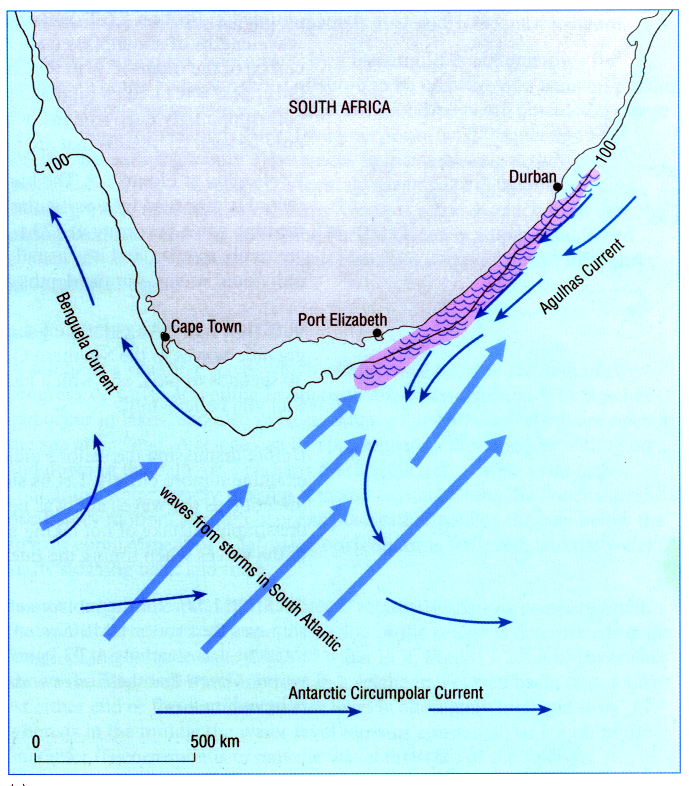 SOUTH AFRICA
100
100
Durban
Agulhas Current
Benguela Current
Cape Town
Port Elizabeth
waves from storms in South Atlantic
Antarctic Circumpolar Current
0
500 km